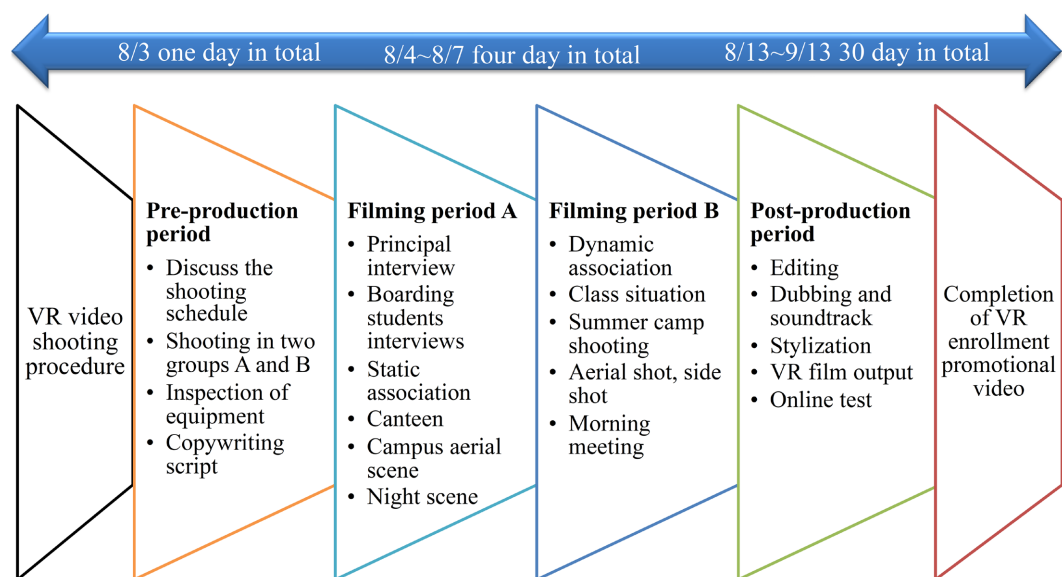 8/3 one day in total
8/4~8/7 four day in total
8/13~9/13 30 day in total
VR video
shooting
procedure
Pre-production
period
• Discuss the
shooting
schedule
• Shooting in two
groups A and B
• Inspection of
equipment
• Copywriting
script
Filming period A
• Principal
interview
• Boarding
students
interviews
• Static
association
• Canteen
• Campus aerial
scene
• Night scene
Filming period B
• Dynamic
association
• Class situation
• Summer camp
shooting
• Aerial shot, side
shot
• Morning
meeting
Post-production
period
• Editing
• Dubbing and
soundtrack
• Stylization
• VR film output
• Online test
Completion
of VR
enrollment
promotional
video